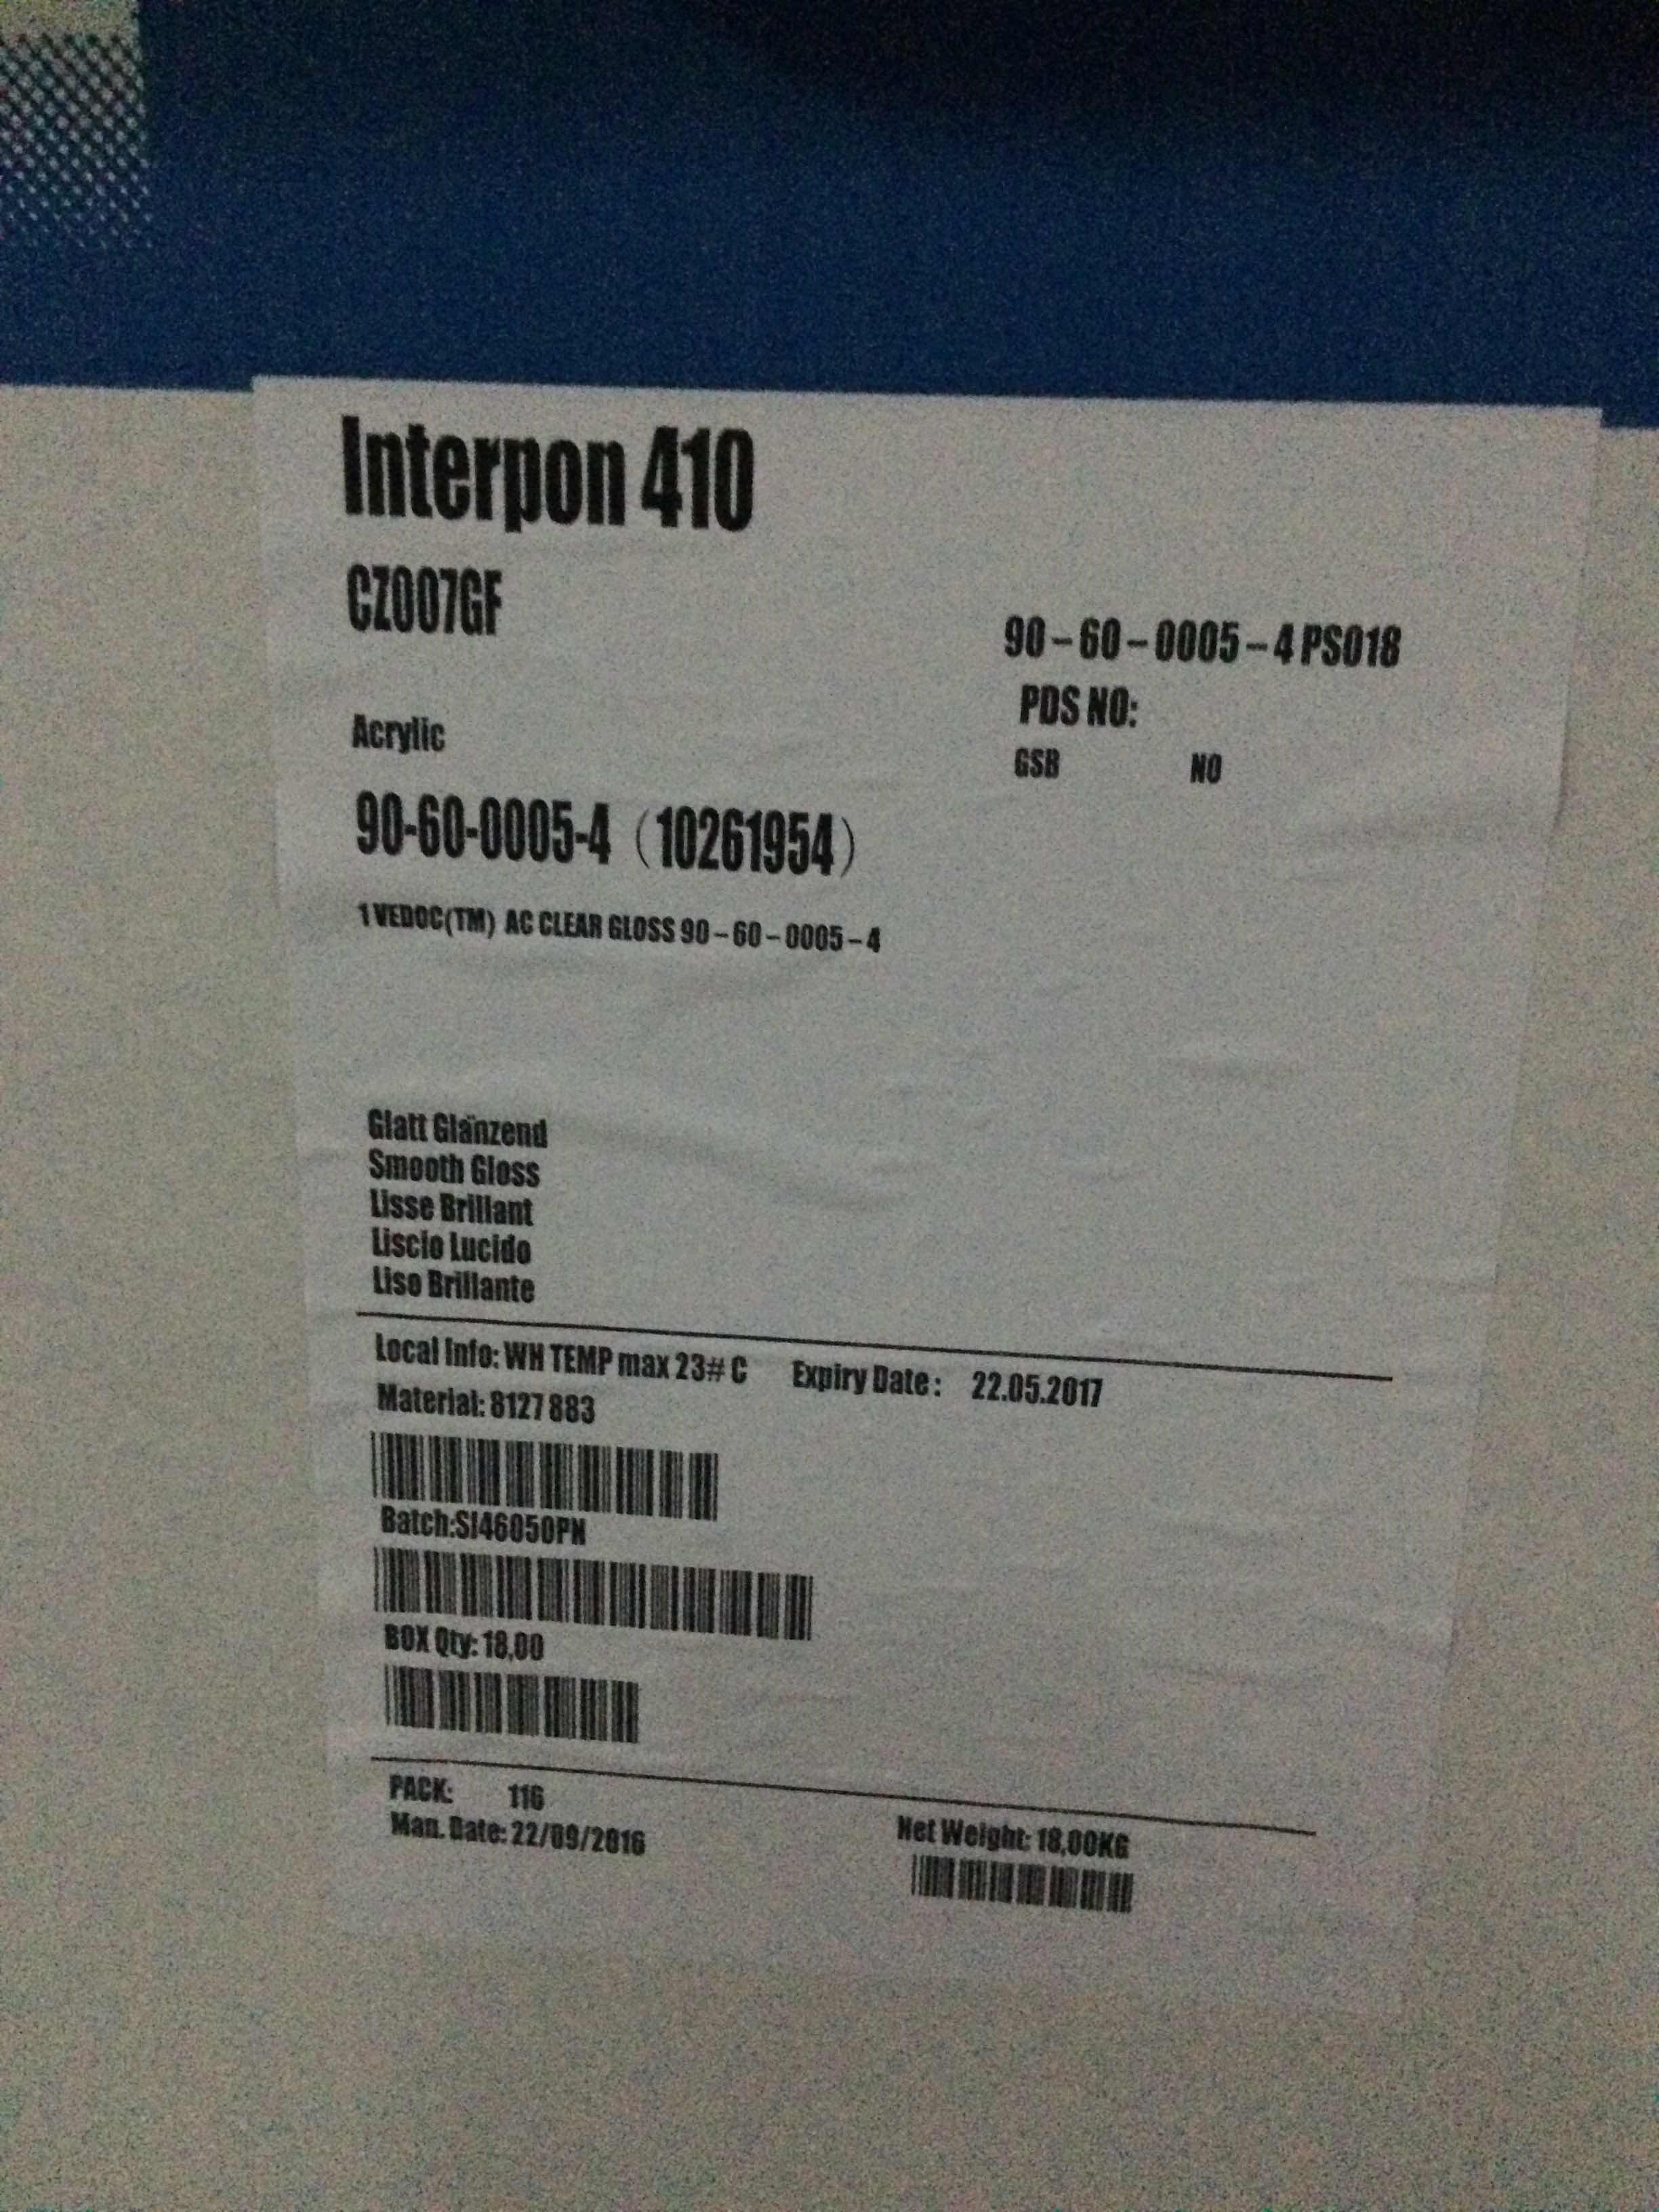 Interpon 410
CZ007GF
90-60-0005-4 PS018
PDS NO:
Acrylic
GSB NO
90-60-0005-4 (10261954)
1 VEDOC(TM) AC CLEAR GLOSS 90-60-0005-4
Glatt Glänzend
Smooth Gloss
Lisse Brillant
Liscio Lucido
Liso Brillante
Local Info: WH TEMP max 23# C Expiry Date: 22.05.2017
Material: 8127883
Batch:SI46050PN
BOX Qty: 18,00
PACK: 116
Man. Date: 22/09/2016
Net Weight: 18,00KG